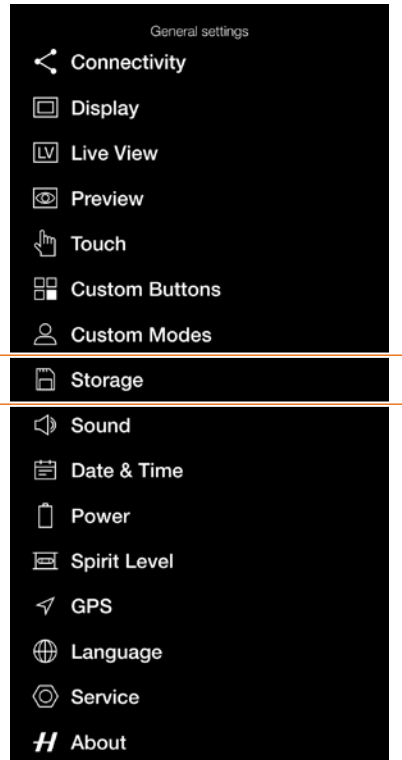 General settings
Connectivity
Display
LV Live View
Preview
Touch
Custom Buttons
Custom Modes
Storage
Sound
Date & Time
Power
Spirit Level
GPS
Language
Service
H About